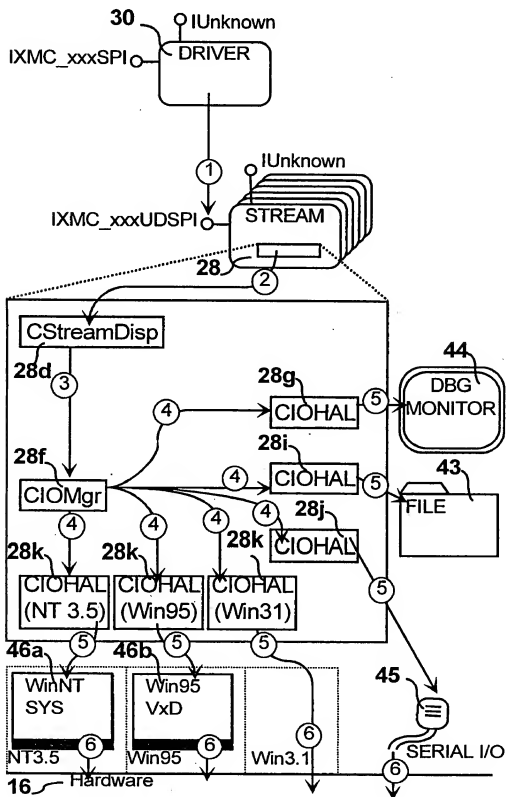 30
IUnknown
IXMC_xxxSPI
DRIVER
1
IUnknown
IXMC_xxxUDSPI
STREAM
28
2
CStreamDisp
28d
3
28g
44
4
CIOHAL
5
DBG
MONITOR
28f
28i
43
4
CIOHAL
5
FILE
CIOMgr
28j
4
4
4
4
CIOHAL
28k
28k
28k
CIOHAL
(NT 3.5)
CIOHAL
(Win95)
CIOHAL
(Win31)
5
46a
5
46b
5
5
45
WinNT
SYS
Win95
VxD
6
6
6
SERIAL I/O
NT3.5
Win95
Win3.1
6
16
Hardware